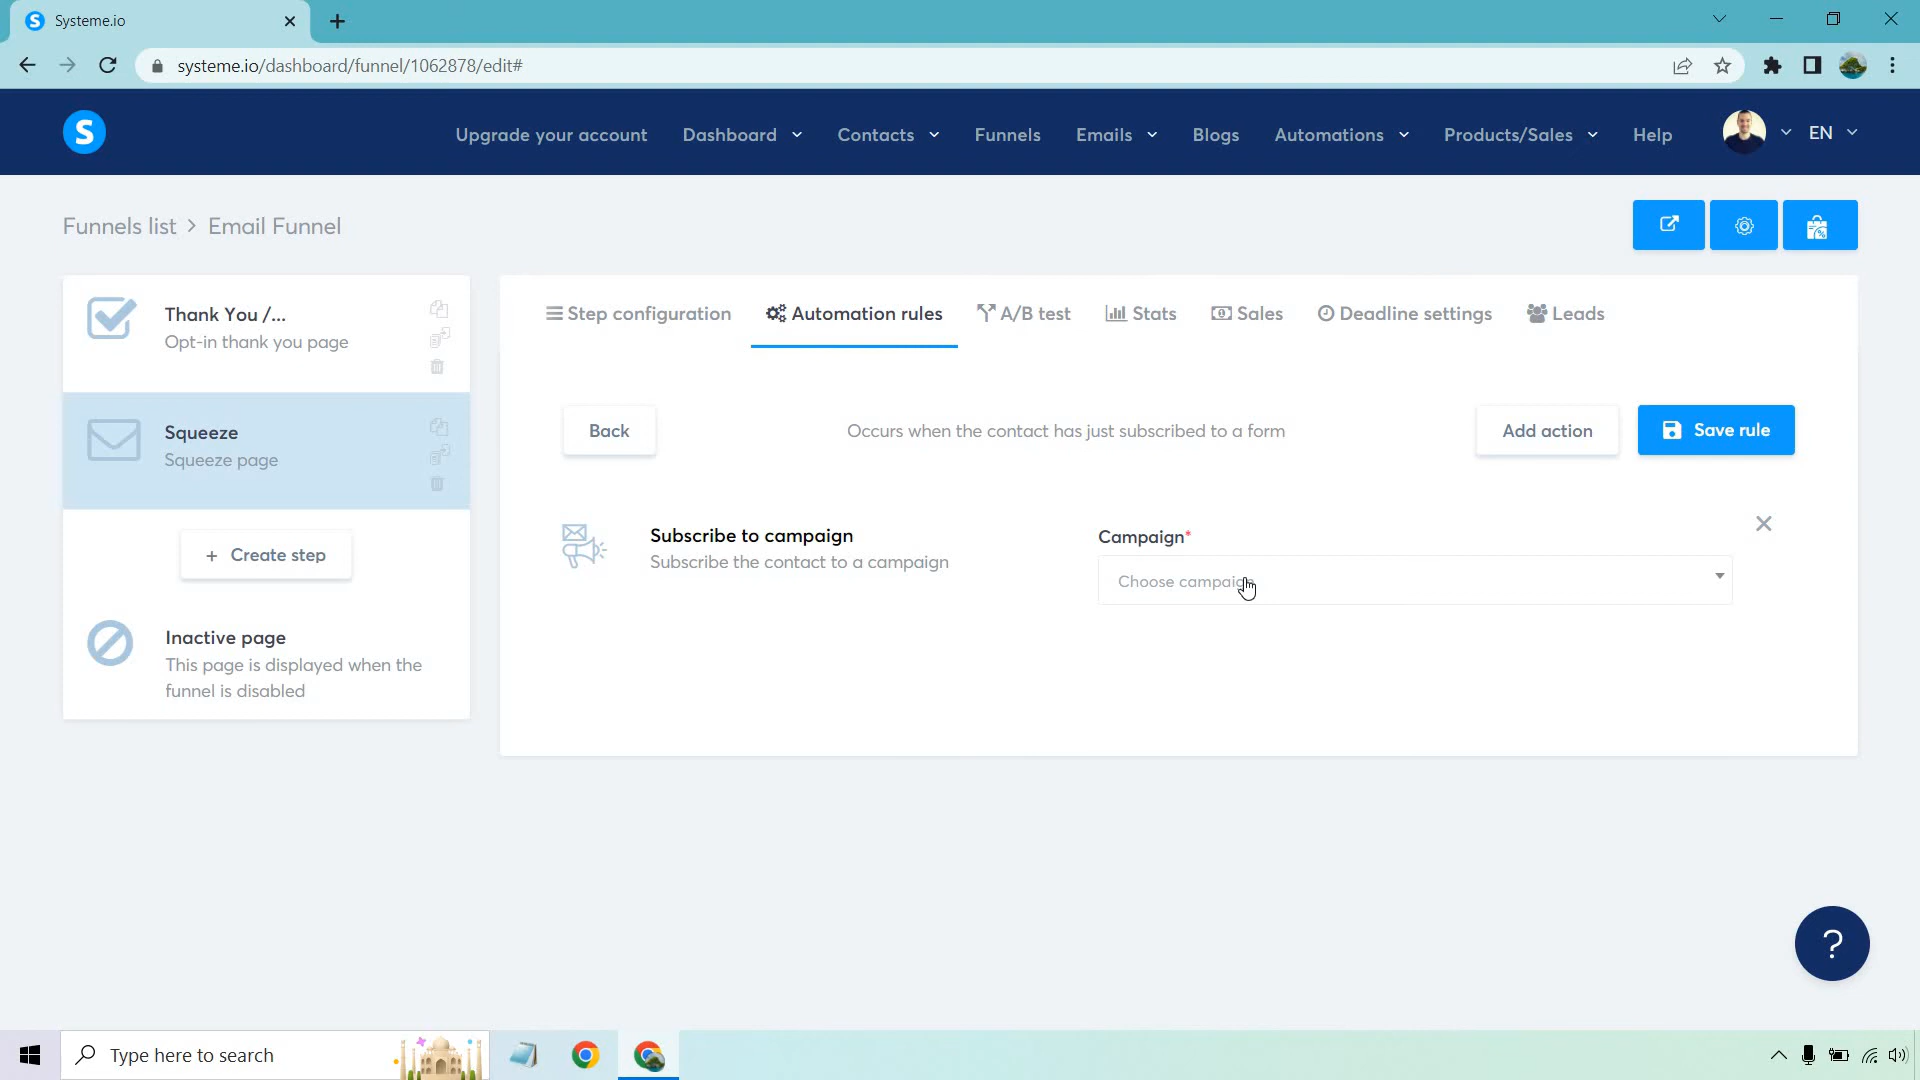 Systeme.io
systeme.io/dashboard/funnel/1062878/edit#
S
Upgrade your account
Dashboard
Contacts
Funnels
Emails
Blogs
Automations
Products/Sales
Help
EN
Funnels list > Email Funnel
Thank You /...
Opt-in thank you page
Squeeze
Squeeze page
+ Create step
Inactive page
This page is displayed when the
funnel is disabled
Step configuration
Automation rules
A/B test
Stats
Sales
Deadline settings
Leads
Back
Occurs when the contact has just subscribed to a form
Add action
Save rule
Subscribe to campaign
Subscribe the contact to a campaign
Campaign*
Choose campaign
?
Type here to search